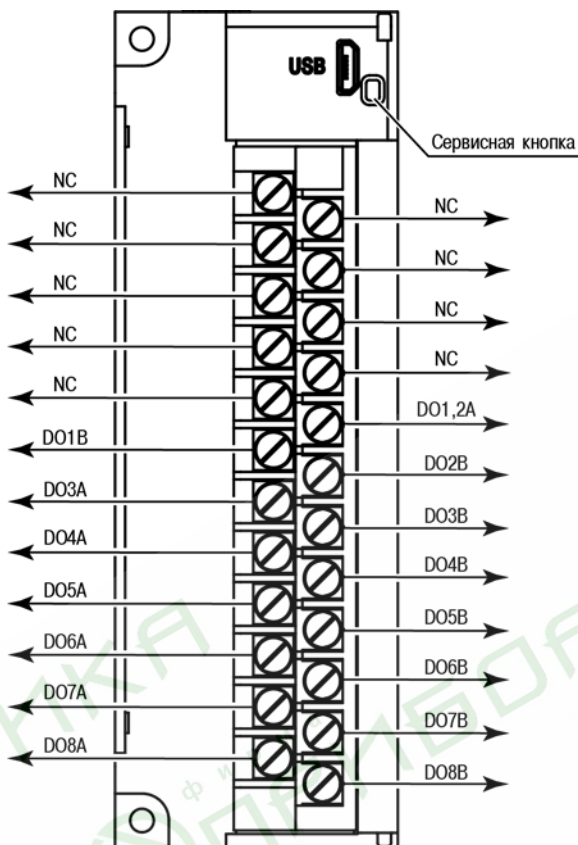 USB
Сервисная кнопка
NC
NC
NC
NC
NC
NC
NC
NC
NC
DO1,2A
DO1B
DO2B
DO3A
DO3B
DO4A
DO4B
DO5A
DO5B
DO6A
DO6B
DO7A
DO7B
DO8A
DO8B